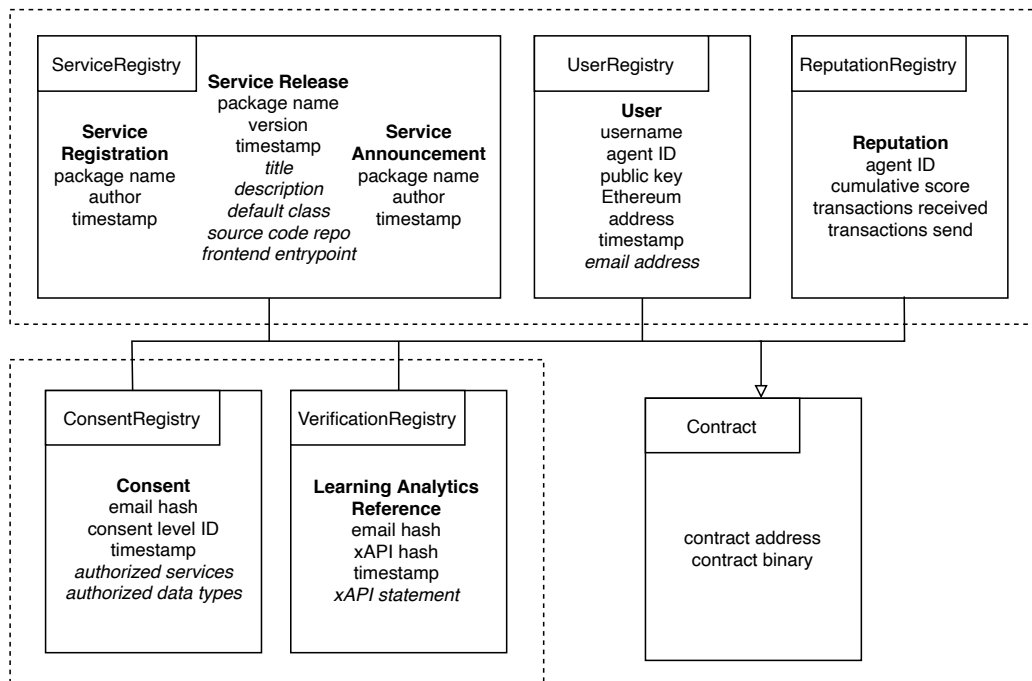 ServiceRegistry
Service
Registration
package name
author
timestamp
Service Release
package name
version
timestamp
title
description
default class
source code repo
frontend entrypoint
Service
Announcement
package name
author
timestamp
UserRegistry
User
username
agent ID
public key
Ethereum
address
timestamp
email address
ReputationRegistry
Reputation
agent ID
cumulative score
transactions received
transactions send
ConsentRegistry
Consent
email hash
consent level ID
timestamp
authorized services
authorized data types
VerificationRegistry
Learning Analytics
Reference
email hash
xAPI hash
timestamp
xAPI statement
Contract
contract address
contract binary